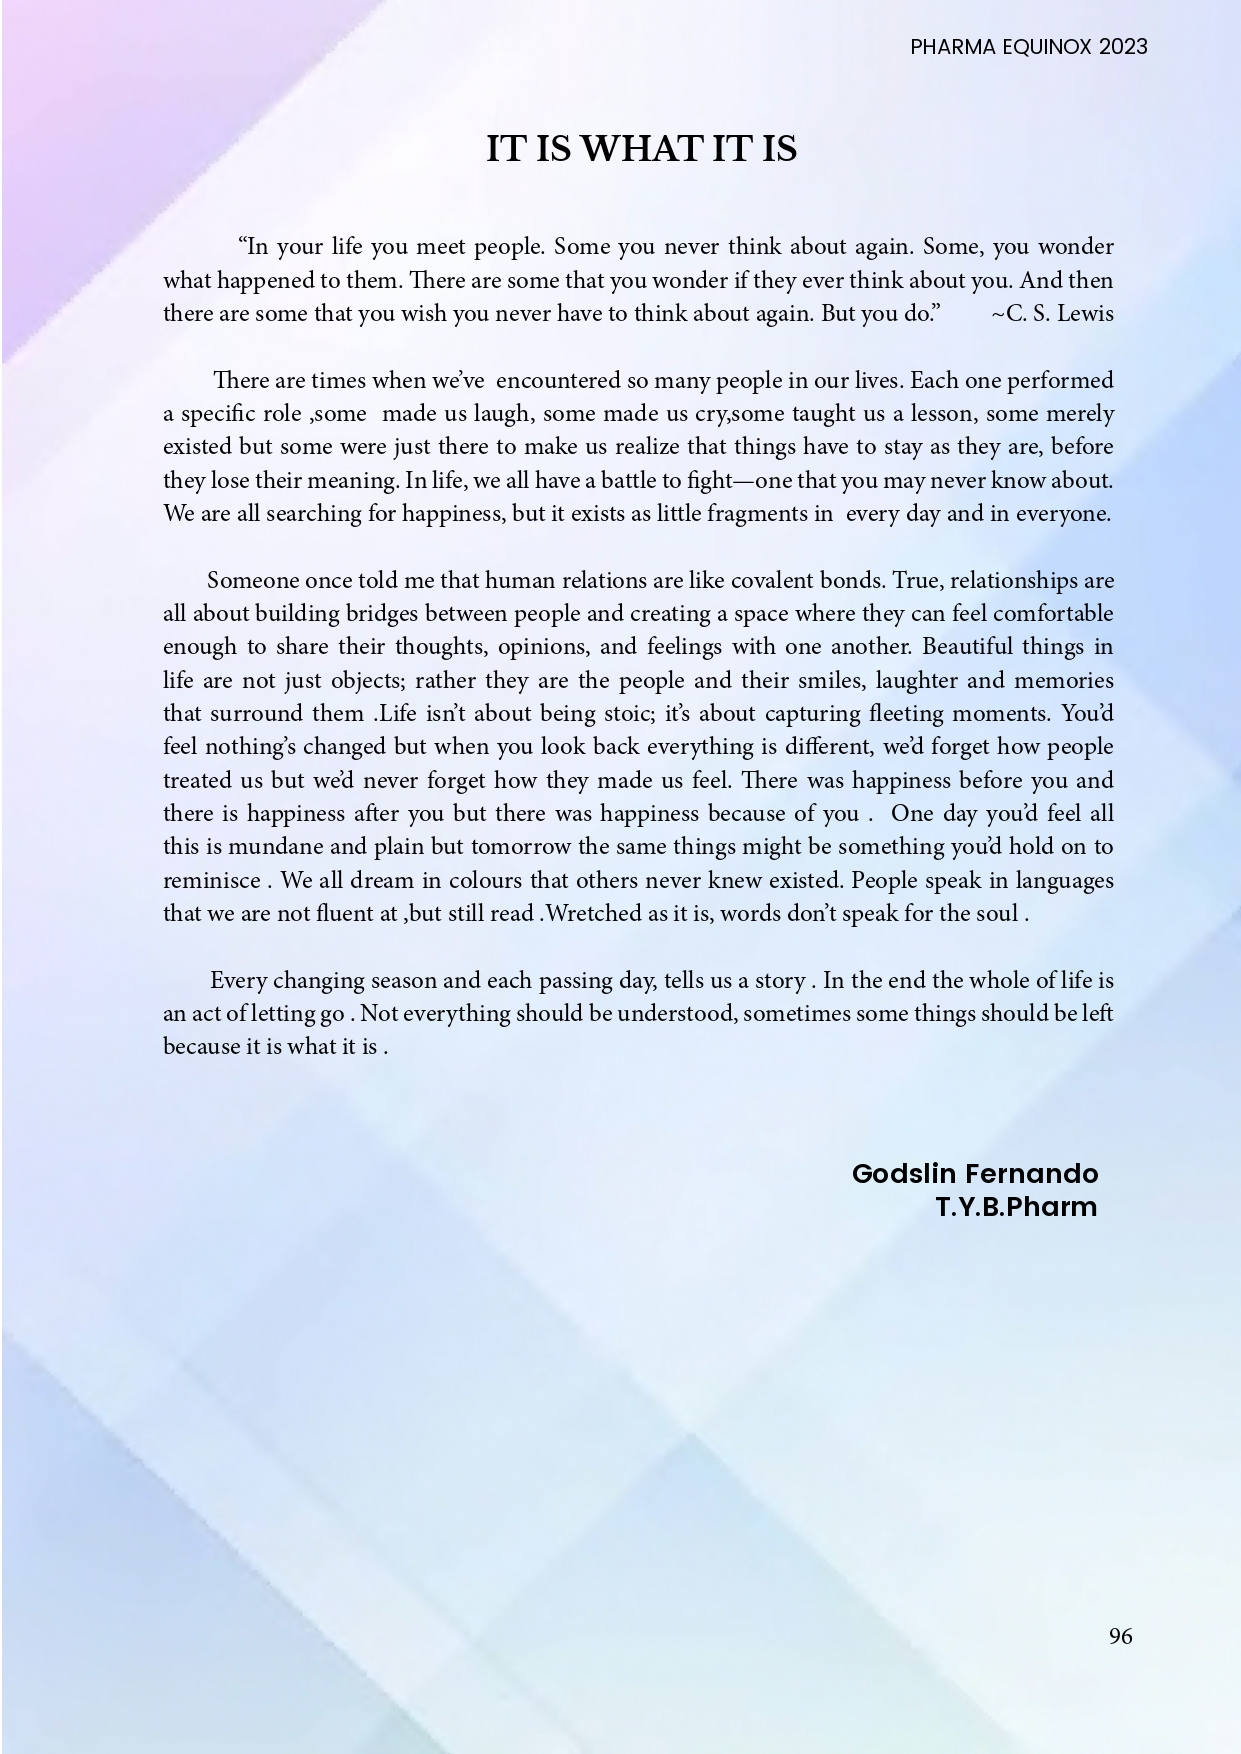 PHARMA EQUINOX 2023
IT IS WHAT IT IS
“In your life you meet people. Some you never think about again. Some, you wonder
what happened to them. There are some that you wonder if they ever think about you. And then
there are some that you wish you never have to think about again. But you do.” ~C. S. Lewis
There are times when we’ve encountered so many people in our lives. Each one performed
a specific role ,some made us laugh, some made us cry,some taught us a lesson, some merely
existed but some were just there to make us realize that things have to stay as they are, before
they lose their meaning. In life, we all have a battle to fight—one that you may never know about.
We are all searching for happiness, but it exists as little fragments in every day and in everyone.
Someone once told me that human relations are like covalent bonds. True, relationships are
all about building bridges between people and creating a space where they can feel comfortable
enough to share their thoughts, opinions, and feelings with one another. Beautiful things in
life are not just objects; rather they are the people and their smiles, laughter and memories
that surround them .Life isn’t about being stoic; it’s about capturing fleeting moments. You’d
feel nothing’s changed but when you look back everything is different, we’d forget how people
treated us but we’d never forget how they made us feel. There was happiness before you and
there is happiness after you but there was happiness because of you . One day you’d feel all
this is mundane and plain but tomorrow the same things might be something you’d hold on to
reminisce . We all dream in colours that others never knew existed. People speak in languages
that we are not fluent at ,but still read .Wretched as it is, words don’t speak for the soul .
Every changing season and each passing day, tells us a story . In the end the whole of life is
an act of letting go . Not everything should be understood, sometimes some things should be left
because it is what it is .
Godslin Fernando
T.Y.B.Pharm
96